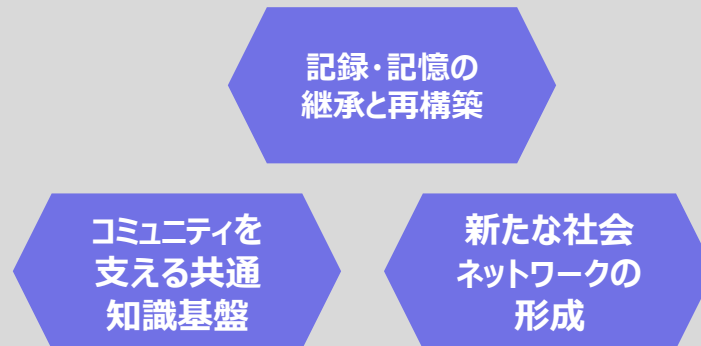 記録・記憶の
継承と再構築
コミュニティを
支える共通
知識基盤
新たな社会
ネットワークの
形成